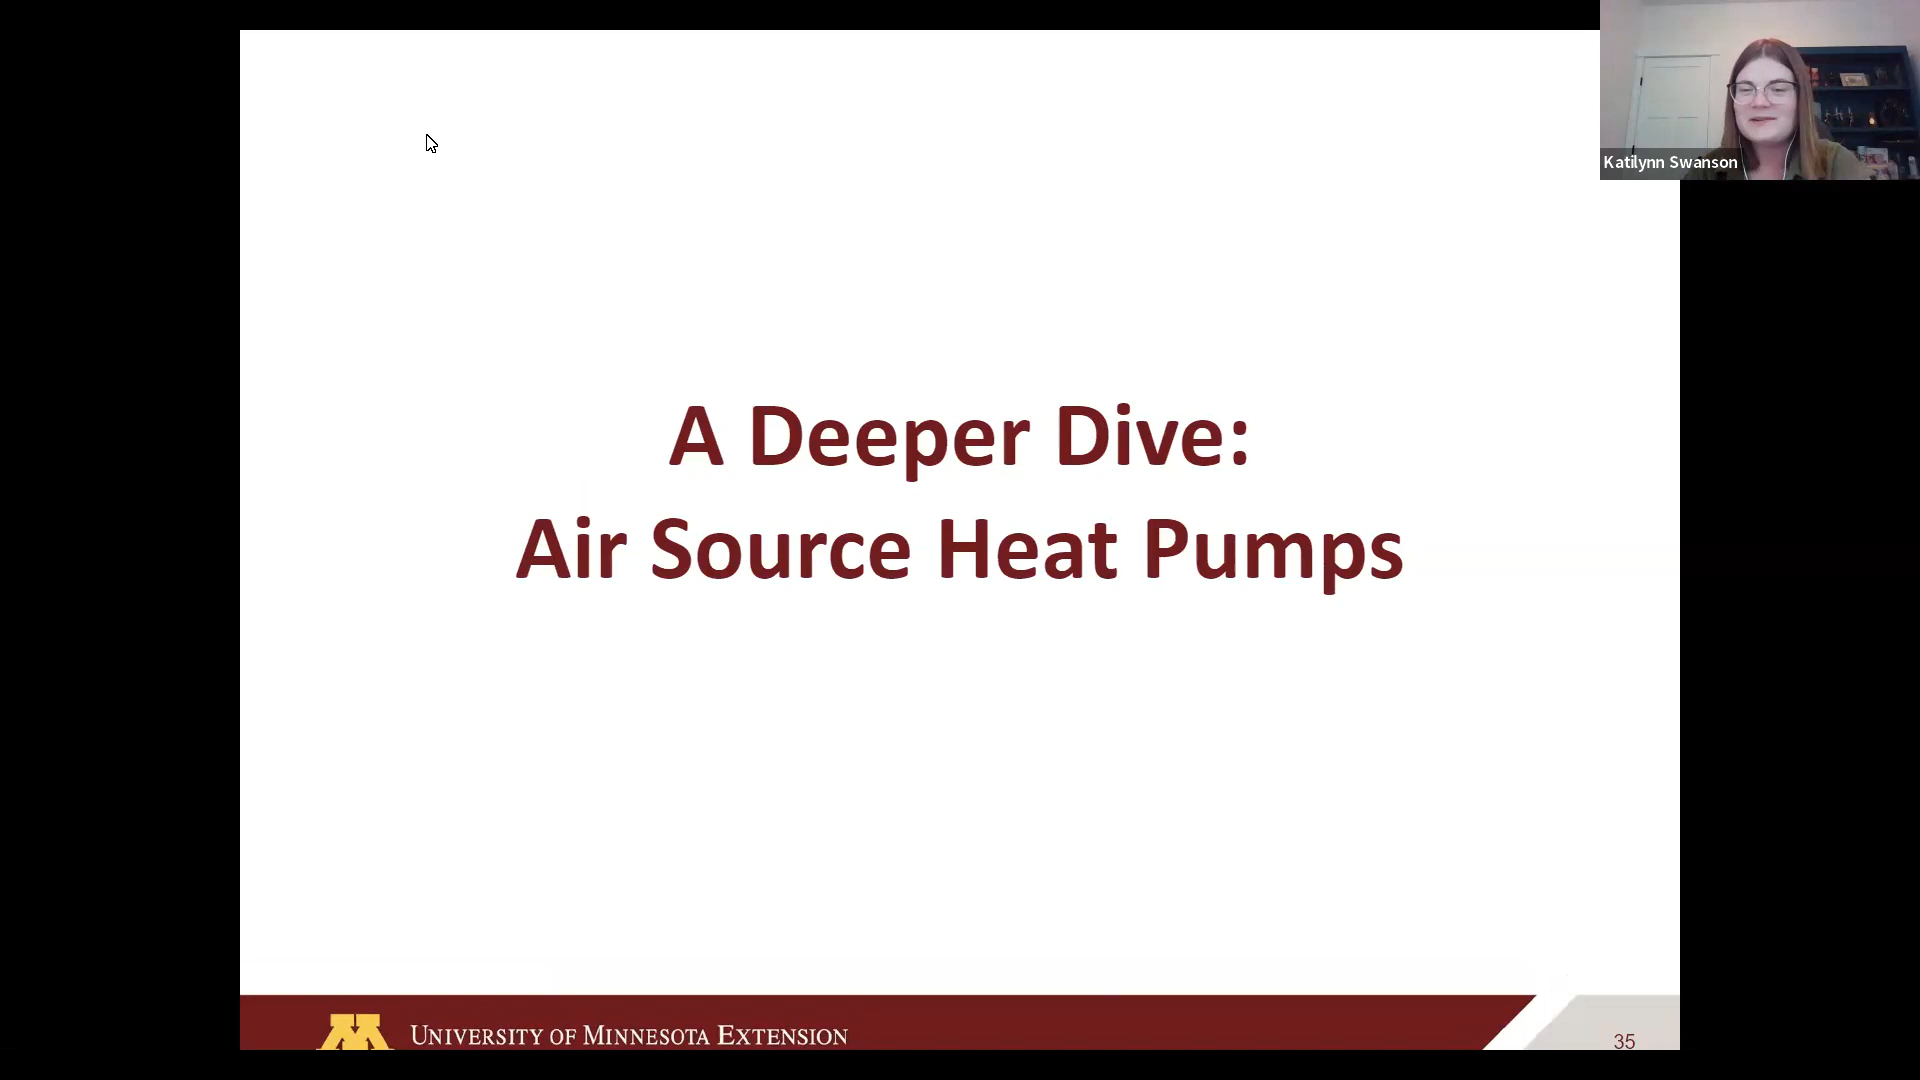 Katilynn Swanson
A Deeper Dive:
Air Source Heat Pumps
UNIVERSITY OF MINNESOTA EXTENSION
35